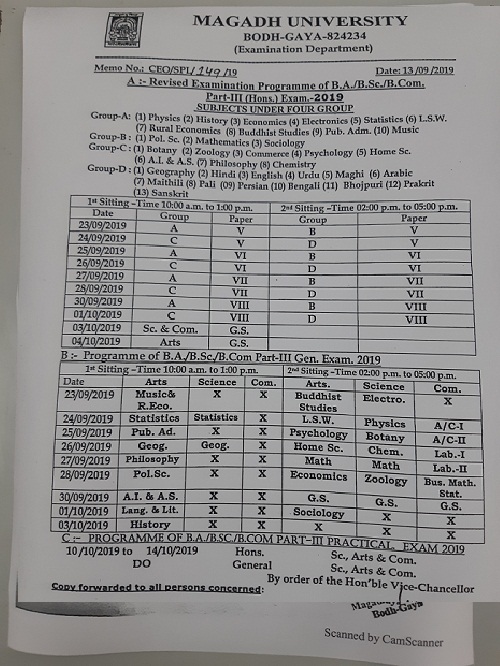 MAGADH UNIVERSITY
BODH-GAYA-824234
(Examination Department)
Memo No.: CEO/SPL/149/19 Date: 13/09/2019
A :- Revised Examination Programme of B.A./B.Sc./B.Com.
Part-III (Hons.) Exam.-2019
SUBJECTS UNDER FOUR GROUP
Group-A: (1) Physics (2) History (3) Economics (4) Electronics (5) Statistics (6) L.S.W.
(7) Rural Economics (8) Buddhist Studies (9) Pub. Adm. (10) Music
Group-B : (1) Pol. Sc. (2) Mathematics (3) Sociology
Group-C: (1) Botany (2) Zoology (3) Commerce (4) Psychology (5) Home Sc.
(6) A.I. & A.S. (7) Philosophy (8) Chemistry
Group-D : (1) Geography (2) Hindi (3) English (4) Urdu (5) Maghi (6) Arabic
(7) Maithili (8) Pali (09) Persian (10) Bengali (11) Bhojpuri (12) Prakrit
(13) Sanskrit
1st Sitting –Time 10:00 a.m. to 1:00 p.m. 2nd Sitting –Time 02:00 p.m. to 05:00 p.m.
Date Group Paper Group Paper
23/09/2019 A V B V
24/09/2019 C V D V
25/09/2019 A VI B VI
26/09/2019 C VI D VI
27/09/2019 A VII B VII
28/09/2019 C VII D VII
30/09/2019 A VIII B VIII
01/10/2019 C VIII D VIII
03/10/2019 Sc. & Com. G.S.
04/10/2019 Arts G.S.
B :- Programme of B.A./B.Sc./B.Com Part-III Gen. Exam. 2019
1st Sitting –Time 10:00 a.m. to 1:00 p.m. 2nd Sitting –Time 02:00 p.m. to 05:00 p.m.
Date Arts Science Com. Arts. Science Com.
23/09/2019 Music& X X Buddhist Electro. X
R.Eco. Studies
24/09/2019 Statistics Statistics X L.S.W. Physics A/C-I
25/09/2019 Pub. Ad. X X Psychology Botany A/C-II
26/09/2019 Geog. Geog. X Home Sc. Chem. Lab.-I
27/09/2019 Philosophy X X Math Math Lab.-II
28/09/2019 Pol.Sc. X X Economics Zoology Bus. Math.
Stat.
30/09/2019 A.I. & A.S. X X G.S. G.S. G.S.
01/10/2019 Lang. & Lit. X X Sociology X X
03/10/2019 History X X X X X
C :- PROGRAMME OF B.A./B.SC./B.COM PART-III PRACTICAL EXAM 2019
10/10/2019 to 14/10/2019 Hons. Sc., Arts & Com.
DO General Sc., Arts & Com.
By order of the Hon'ble Vice-Chancellor
Copy forwarded to all persons concerned:
Bodh-Gaya
Scanned by CamScanner